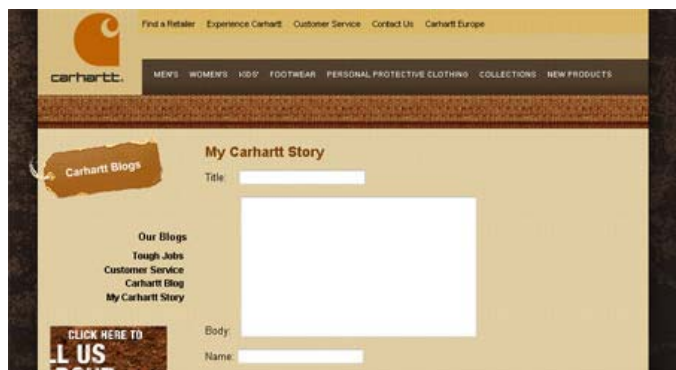 Find a Retailer Experience Carhartt Customer Service Contact Us Carhartt Europe
carhartt.
MEN'S WOMEN'S KIDS' FOOTWEAR PERSONAL PROTECTIVE CLOTHING COLLECTIONS NEW PRODUCTS
Carhartt Blogs
My Carhartt Story
Title:
Our Blogs
Tough Jobs
Customer Service
Carhartt Blog
My Carhartt Story
Body:
Name:
CLICK HERE TO
LL US